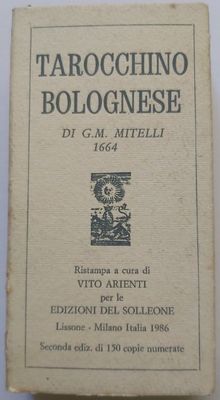 TAROCCHINO
BOLOGNESE
DI G.M. MITELLI
1664
Ristampa a cura di
VITO ARIENTI
per le
EDIZIONI DEL SOLLEONE
Lissone - Milano Italia 1986
Seconda ediz. di 150 copie numerate